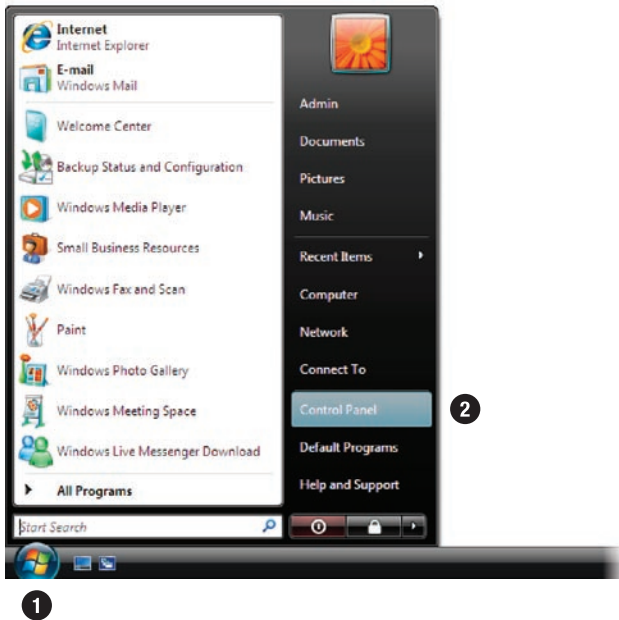 Internet
Internet Explorer
E-mail
Windows Mail
Welcome Center
Backup Status and Configuration
Windows Media Player
Small Business Resources
Windows Fax and Scan
Paint
Windows Photo Gallery
Windows Meeting Space
Windows Live Messenger Download
All Programs
Start Search
Admin
Documents
Pictures
Music
Recent Items
Computer
Network
Connect To
Control Panel
Default Programs
Help and Support
2
1